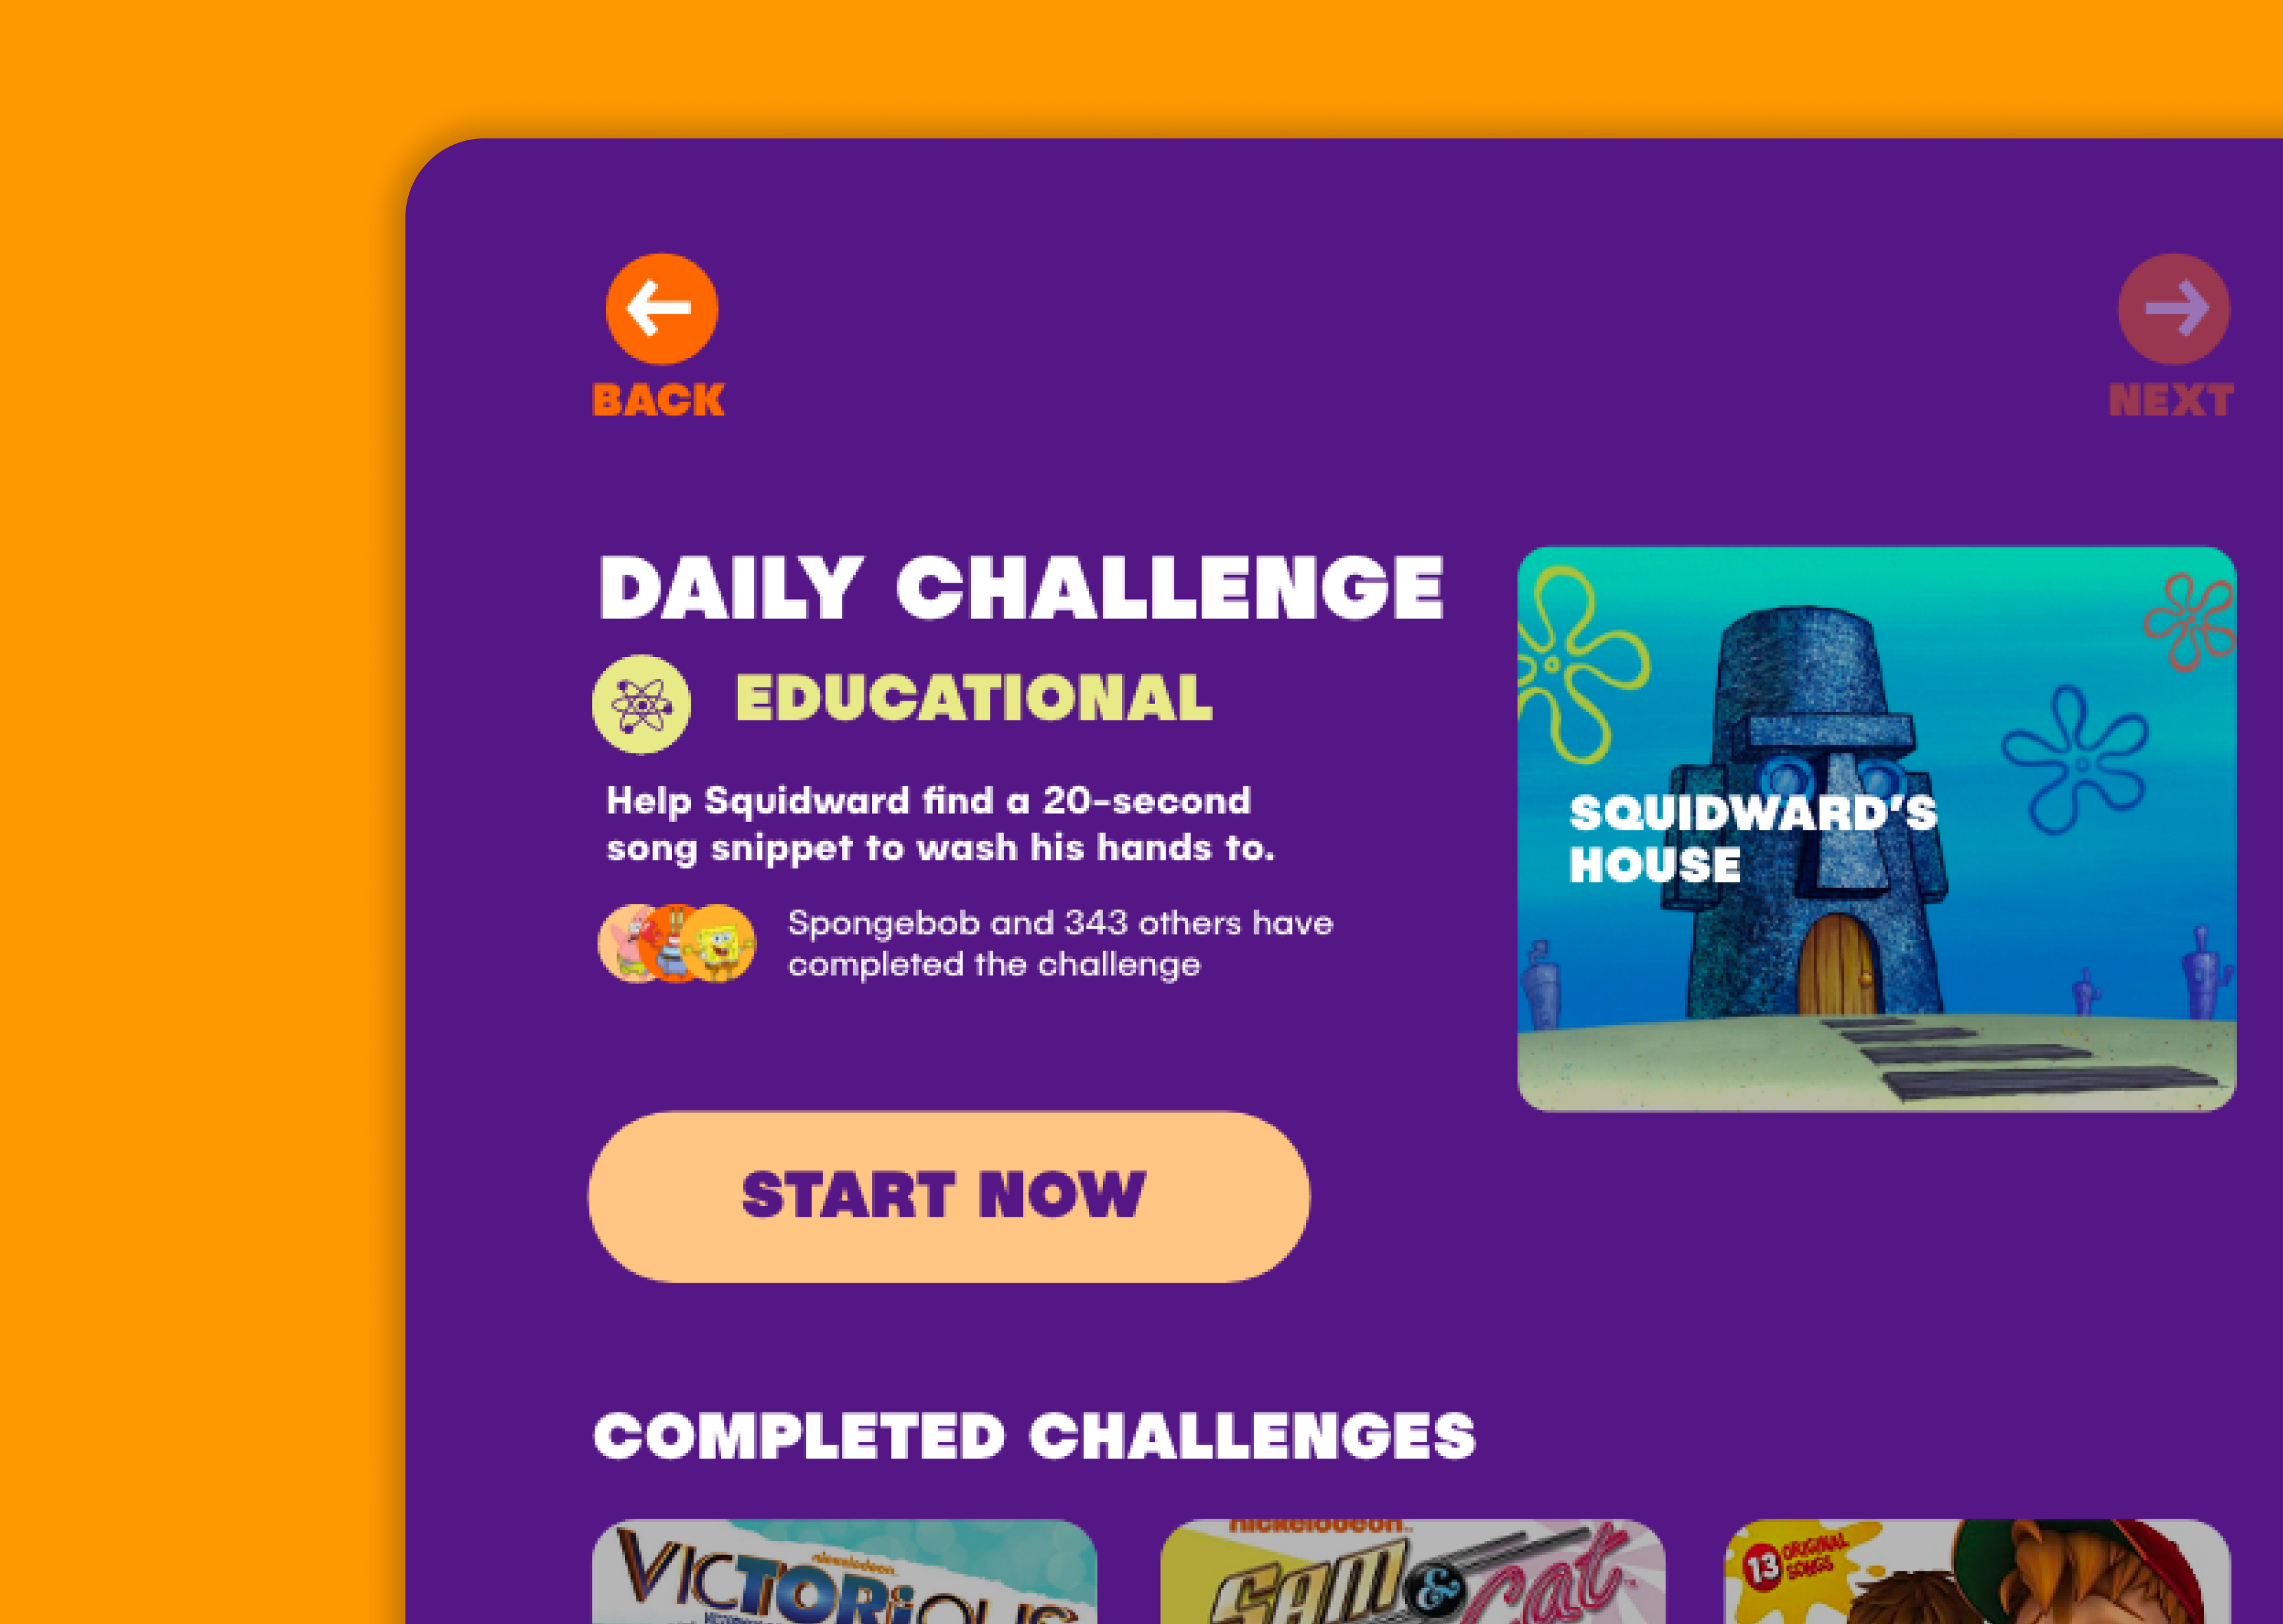 BACK
NEXT
DAILY CHALLENGE
EDUCATIONAL
Help Squidward find a 20-second
song snippet to wash his hands to.
Spongebob and 343 others have
completed the challenge
SQUIDWARD'S
HOUSE
START NOW
COMPLETED CHALLENGES
nickelodeon
VICTORiOUS
nickelodeon™
SAM & Cat
13 ORIGINAL
SONGS